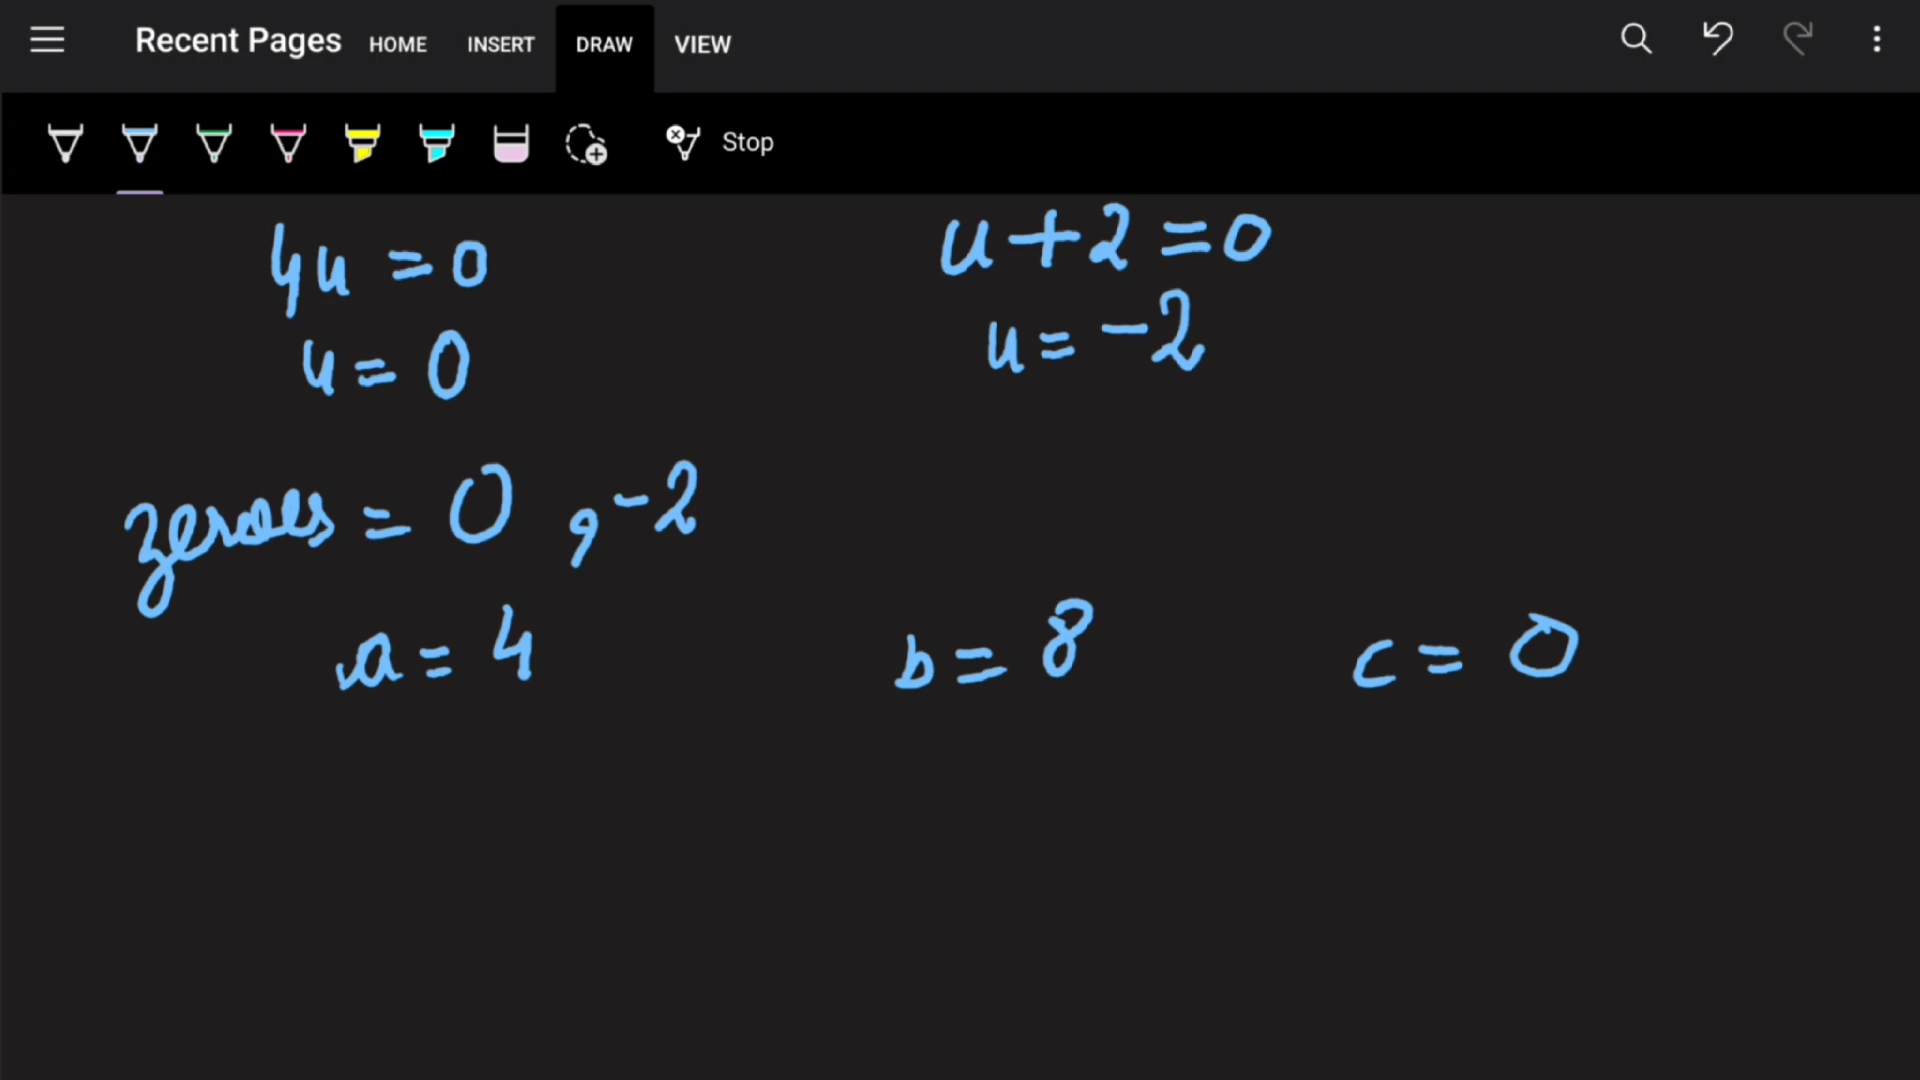 Recent Pages HOME INSERT DRAW VIEW
Stop
4u = 0 u + 2 = 0
u = 0 u = -2
zeroes = 0 , -2
a = 4 b = 8 c = 0